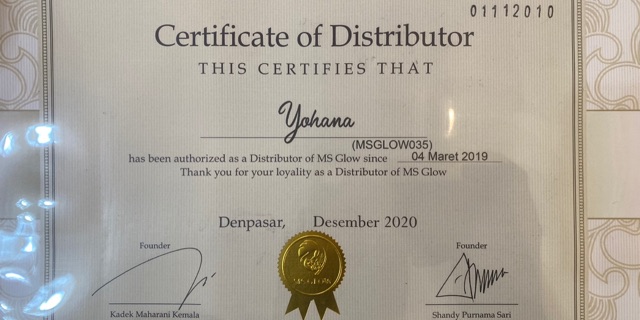 01112010
Certificate of Distributor
THIS CERTIFIES THAT
Yohana
(MSGLOW035)
has been authorized as a Distributor of MS Glow since 04 Maret 2019
Thank you for your loyality as a Distributor of MS Glow
Denpasar, Desember 2020
Founder
Founder
MS GLOW
Kadek Maharani Kemala
Shandy Purnama Sari